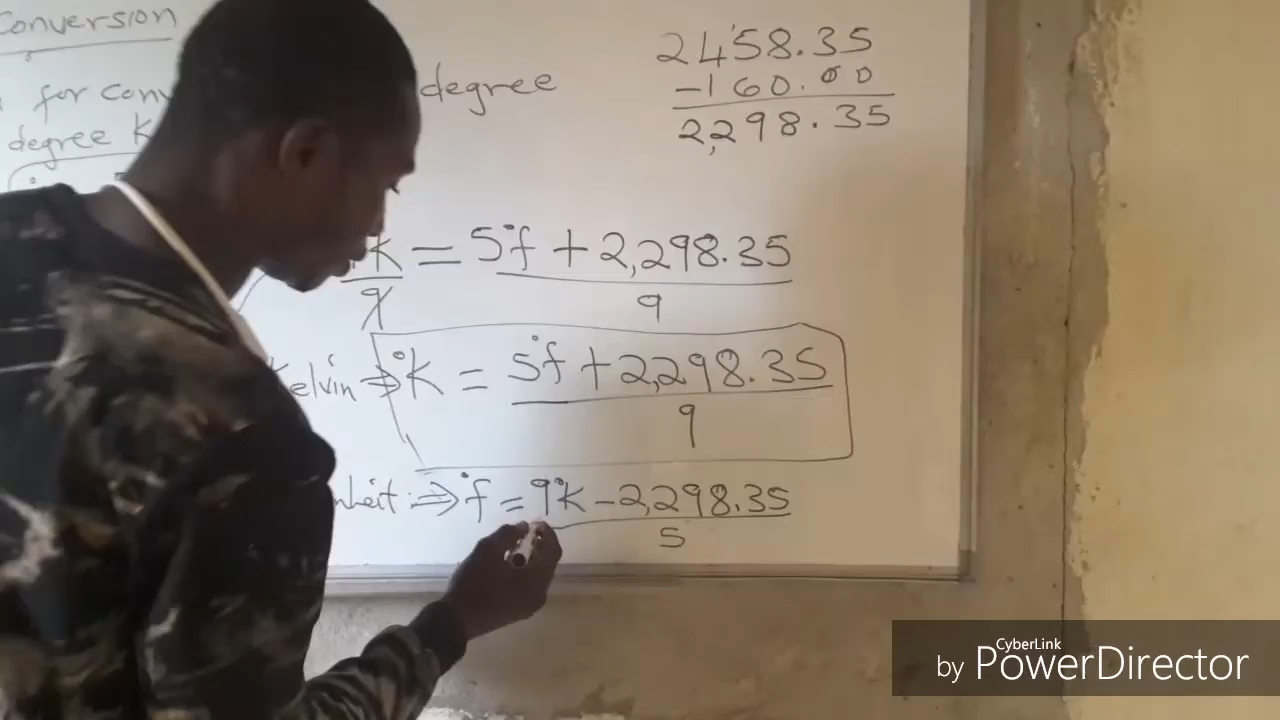 Conversion
for conv degree
degree K
2458.35
-160.00
2,298.35
K = 5°f + 2,298.35
9 9
Kelvin ⇒ °K = 5°f + 2,298.35
9
nheit ⇒ °f = 9°K - 2,298.35
5
CyberLink
by PowerDirector